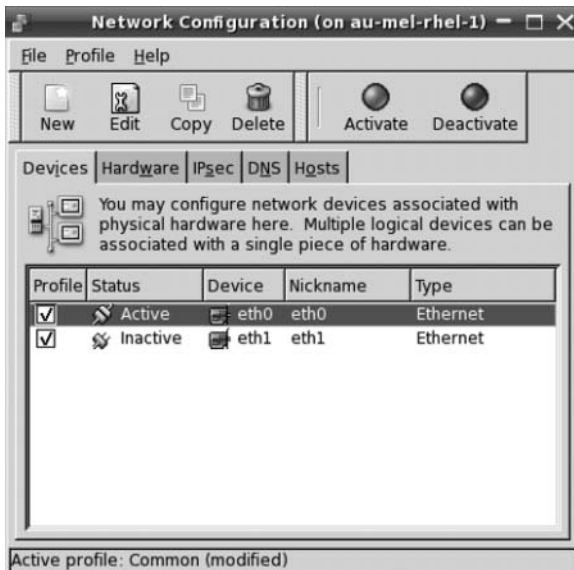 Network Configuration (on au-mel-rhel-1)
File Profile Help
New Edit Copy Delete Activate Deactivate
Devices Hardware IPsec DNS Hosts
You may configure network devices associated with
physical hardware here. Multiple logical devices can be
associated with a single piece of hardware.
Profile Status Device Nickname Type
Active eth0 eth0 Ethernet
Inactive eth1 eth1 Ethernet
Active profile: Common (modified)